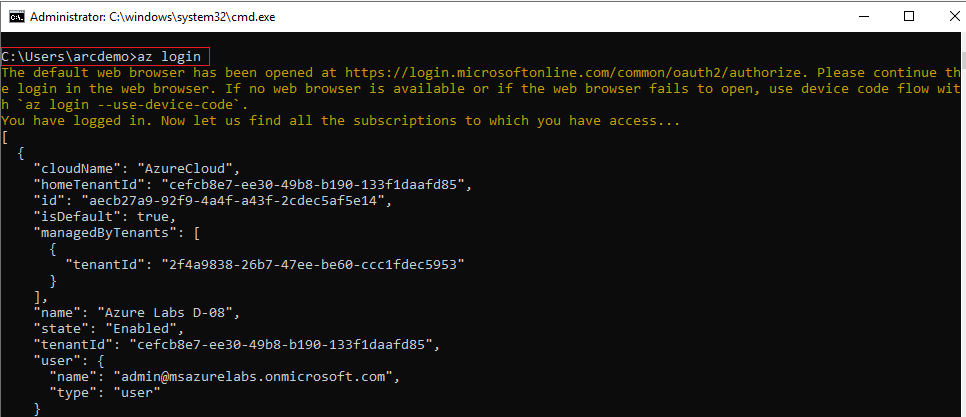 Administrator: C:\windows\system32\cmd.exe
C:\Users\arcdemo>az login
The default web browser has been opened at https://login.microsoftonline.com/common/oauth2/authorize. Please continue th
e login in the web browser. If no web browser is available or if the web browser fails to open, use device code flow wit
h `az login --use-device-code`.
You have logged in. Now let us find all the subscriptions to which you have access...
[
  {
    "cloudName": "AzureCloud",
    "homeTenantId": "cefcb8e7-ee30-49b8-b190-133f1daafd85",
    "id": "aecb27a9-92f9-4a4f-a43f-2cdec5af5e14",
    "isDefault": true,
    "managedByTenants": [
      {
        "tenantId": "2f4a9838-26b7-47ee-be60-ccc1fdec5953"
      }
    ],
    "name": "Azure Labs D-08",
    "state": "Enabled",
    "tenantId": "cefcb8e7-ee30-49b8-b190-133f1daafd85",
    "user": {
      "name": "admin@msazurelabs.onmicrosoft.com",
      "type": "user"
    }